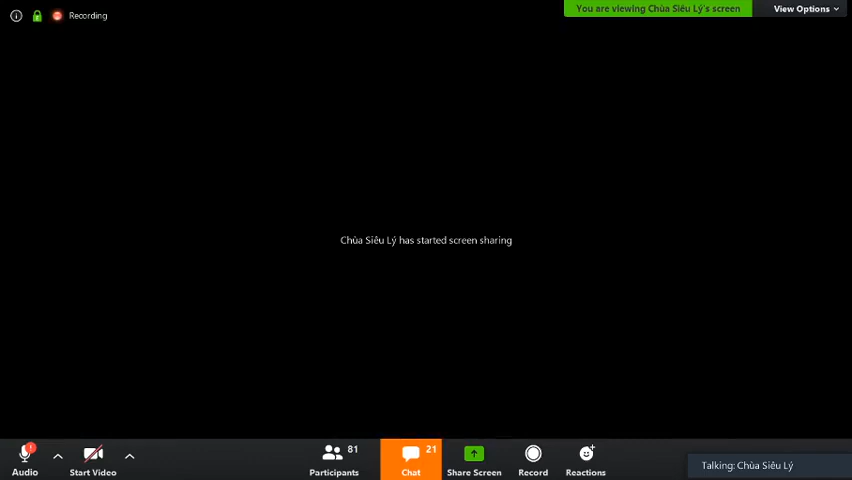 Recording
You are viewing Chùa Siêu Lý's screen
View Options
Chùa Siêu Lý has started screen sharing
81
21
Audio
Start Video
Participants
Chat
Share Screen
Record
Reactions
Talking: Chùa Siêu Lý